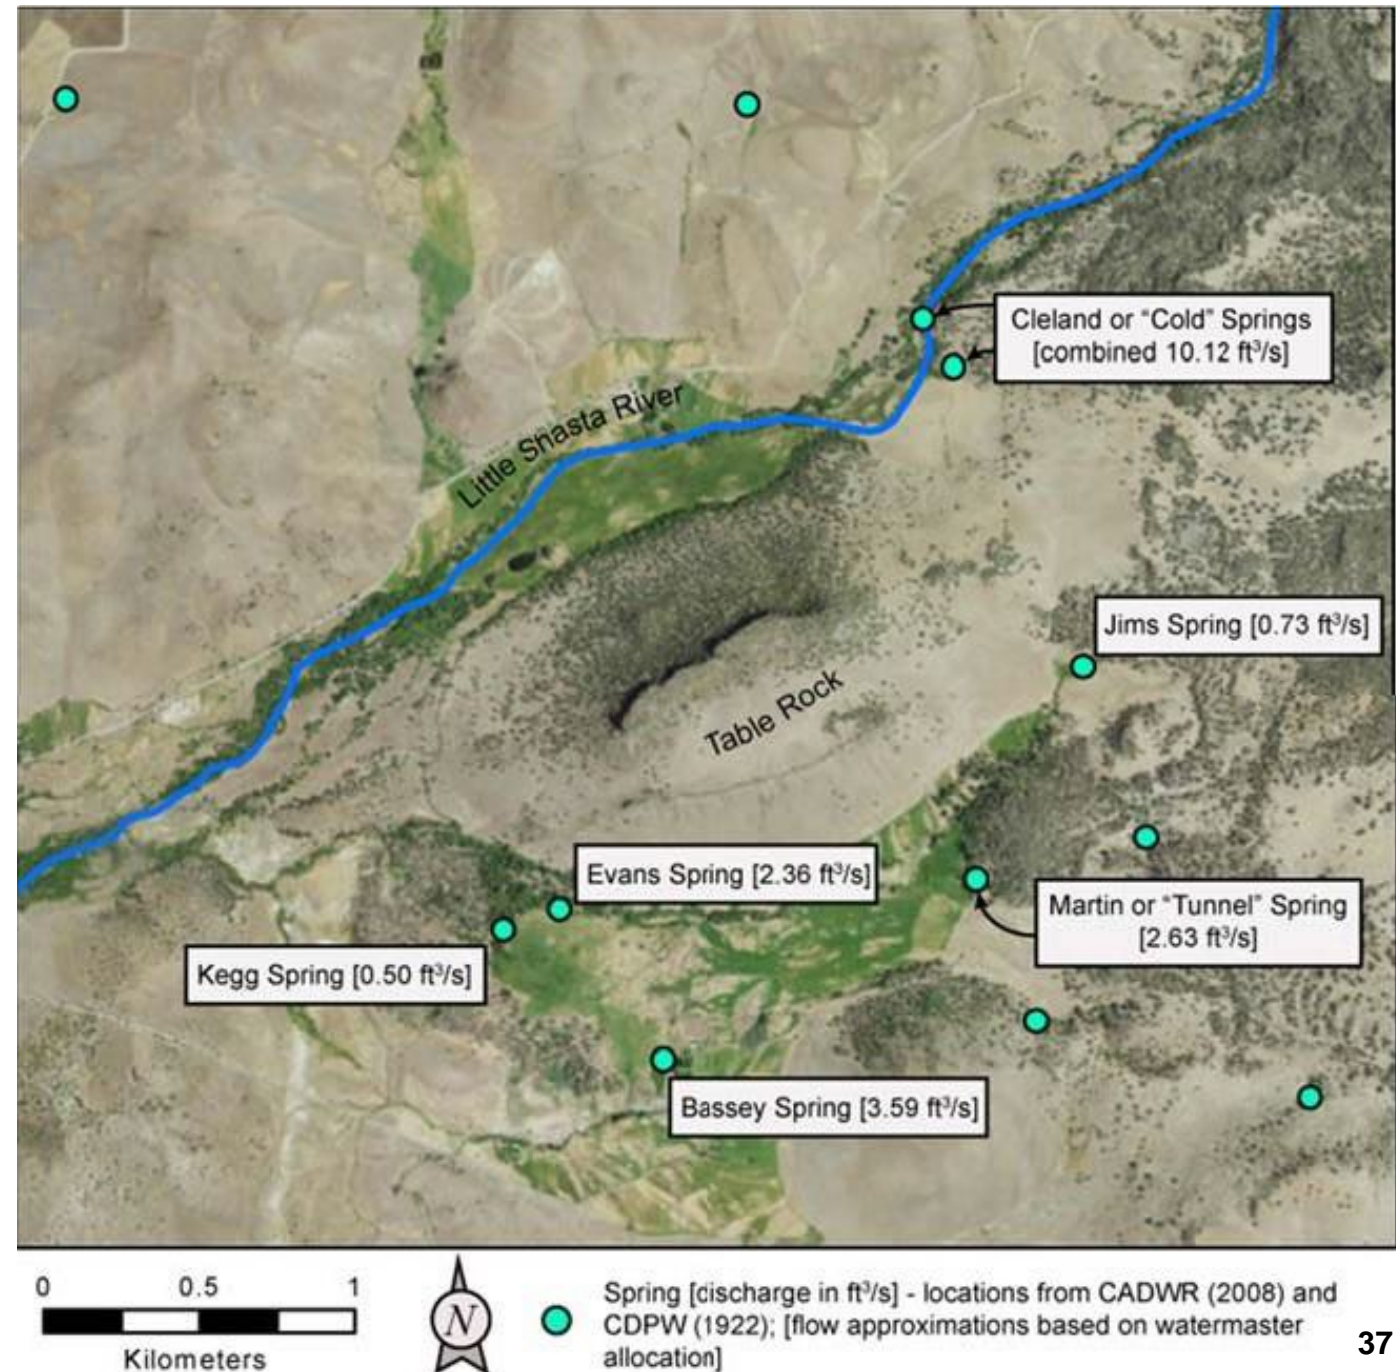 Cleland or “Cold” Springs
[combined 10.12 ft³/s]
Little Shasta River
Jims Spring [0.73 ft³/s]
Table Rock
Evans Spring [2.36 ft³/s]
Martin or “Tunnel” Spring
[2.63 ft³/s]
Kegg Spring [0.50 ft³/s]
Bassey Spring [3.59 ft³/s]
0 0.5 1
Kilometers
N
Spring [discharge in ft³/s] - locations from CADWR (2008) and
CDPW (1922); [flow approximations based on watermaster
allocation]
37